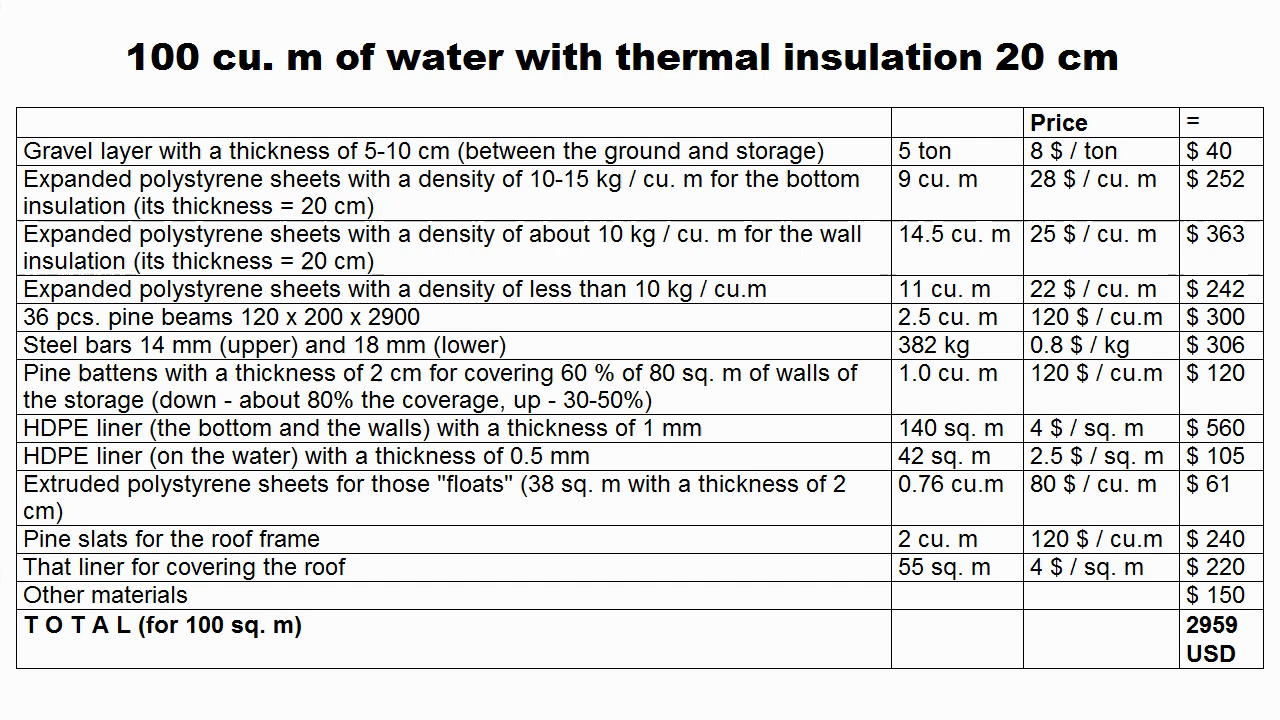 100 cu. m of water with thermal insulation 20 cm
Price =
Gravel layer with a thickness of 5-10 cm (between the ground and storage) 5 ton 8 $ / ton $ 40
Expanded polystyrene sheets with a density of 10-15 kg / cu. m for the bottom 9 cu. m 28 $ / cu. m $ 252
insulation (its thickness = 20 cm)
Expanded polystyrene sheets with a density of about 10 kg / cu. m for the wall 14.5 cu. m 25 $ / cu. m $ 363
insulation (its thickness = 20 cm)
Expanded polystyrene sheets with a density of less than 10 kg / cu.m 11 cu. m 22 $ / cu. m $ 242
36 pcs. pine beams 120 x 200 x 2900 2.5 cu. m 120 $ / cu.m $ 300
Steel bars 14 mm (upper) and 18 mm (lower) 382 kg 0.8 $ / kg $ 306
Pine battens with a thickness of 2 cm for covering 60 % of 80 sq. m of walls of 1.0 cu. m 120 $ / cu.m $ 120
the storage (down - about 80% the coverage, up - 30-50%)
HDPE liner (the bottom and the walls) with a thickness of 1 mm 140 sq. m 4 $ / sq. m $ 560
HDPE liner (on the water) with a thickness of 0.5 mm 42 sq. m 2.5 $ / sq. m $ 105
Extruded polystyrene sheets for those "floats" (38 sq. m with a thickness of 2 0.76 cu.m 80 $ / cu. m $ 61
cm)
Pine slats for the roof frame 2 cu. m 120 $ / cu.m $ 240
That liner for covering the roof 55 sq. m 4 $ / sq. m $ 220
Other materials $ 150
T O T A L (for 100 sq. m) 2959
USD